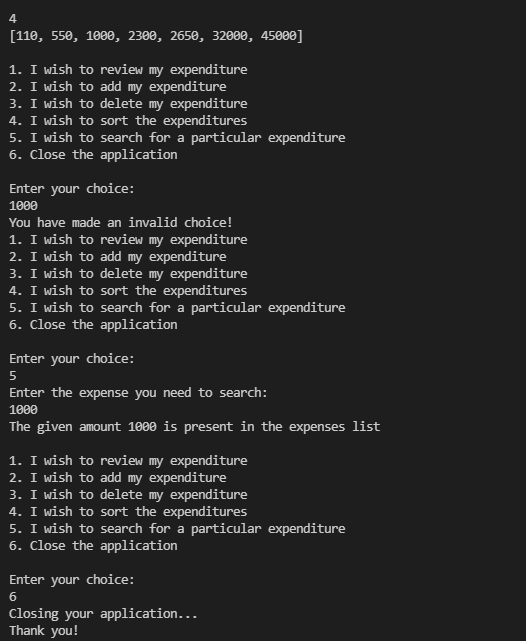 4
[110, 550, 1000, 2300, 2650, 32000, 45000]
1. I wish to review my expenditure
2. I wish to add my expenditure
3. I wish to delete my expenditure
4. I wish to sort the expenditures
5. I wish to search for a particular expenditure
6. Close the application
Enter your choice:
1000
You have made an invalid choice!
1. I wish to review my expenditure
2. I wish to add my expenditure
3. I wish to delete my expenditure
4. I wish to sort the expenditures
5. I wish to search for a particular expenditure
6. Close the application
Enter your choice:
5
Enter the expense you need to search:
1000
The given amount 1000 is present in the expenses list
1. I wish to review my expenditure
2. I wish to add my expenditure
3. I wish to delete my expenditure
4. I wish to sort the expenditures
5. I wish to search for a particular expenditure
6. Close the application
Enter your choice:
6
Closing your application...
Thank you!